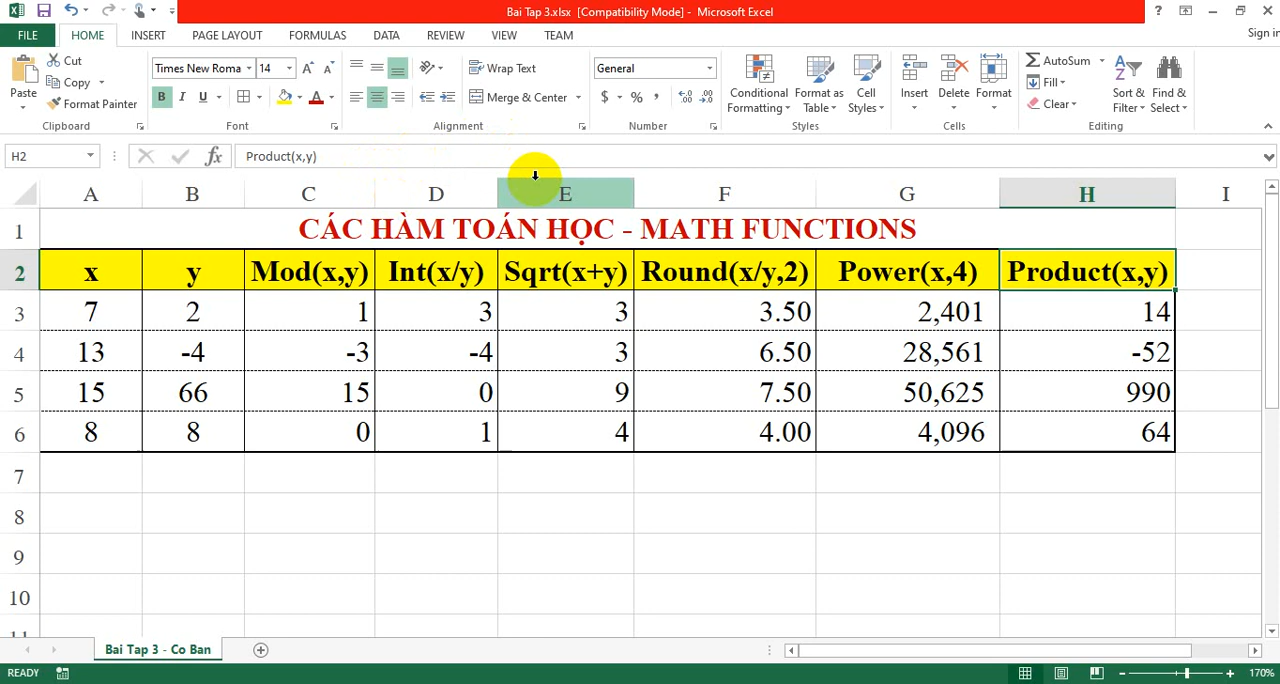 Bai Tap 3.xlsx [Compatibility Mode] - Microsoft Excel
?
FILE HOME INSERT PAGE LAYOUT FORMULAS DATA REVIEW VIEW TEAM Sign in
Paste
Cut
Copy
Format Painter
Clipboard
Times New Roma 14
B I U
Font
Wrap Text
Merge & Center
Alignment
General
$ % ,
Number
Conditional Formatting
Format as Table
Cell Styles
Styles
Insert Delete Format
Cells
AutoSum
Fill
Clear
Sort & Filter
Find & Select
Editing
H2 fx Product(x,y)
A B C D E F G H I
1 CÁC HÀM TOÁN HỌC - MATH FUNCTIONS
2 x y Mod(x,y) Int(x/y) Sqrt(x+y) Round(x/y,2) Power(x,4) Product(x,y)
3 7 2 1 3 3 3.50 2,401 14
4 13 -4 -3 -4 3 6.50 28,561 -52
5 15 66 15 0 9 7.50 50,625 990
6 8 8 0 1 4 4.00 4,096 64
7
8
9
10
11
Bai Tap 3 - Co Ban
READY 170%